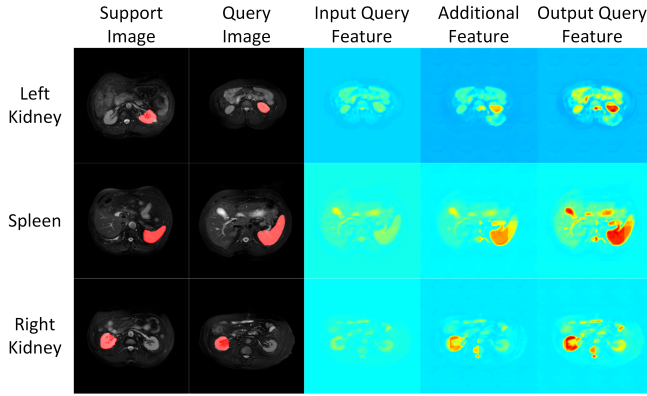 Support Image
Query Image
Input Query Feature
Additional Feature
Output Query Feature
Left Kidney
Spleen
Right Kidney